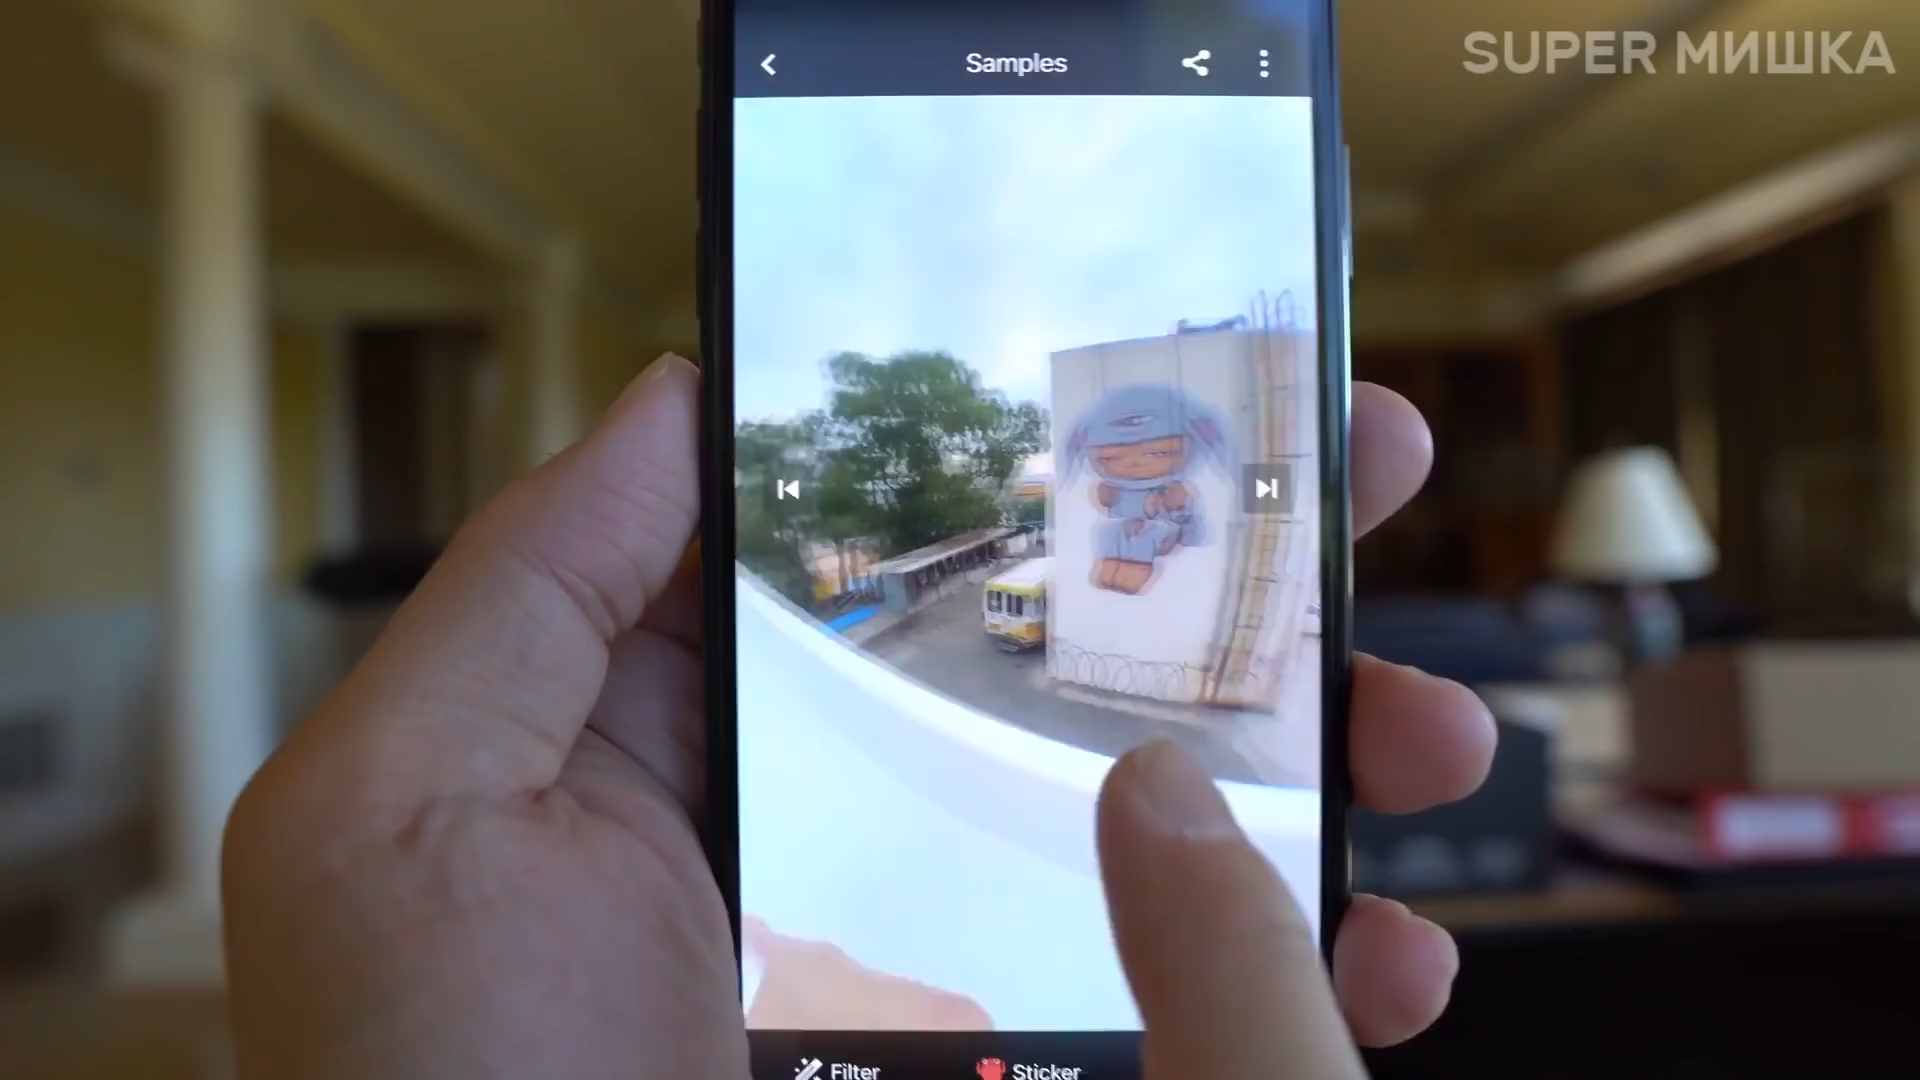 SUPER МИШКА
Samples
Filter
Sticker